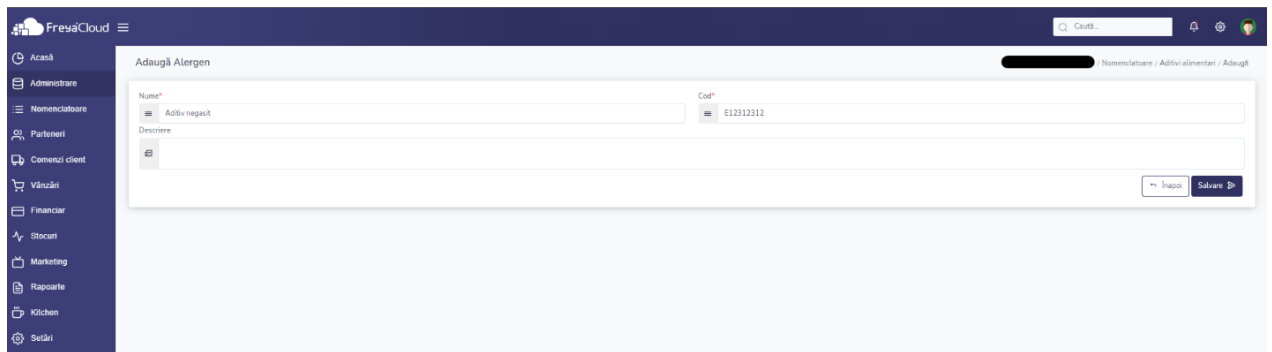 FreyaCloud
Caută...
Acasă
Administrare
Nomenclatoare
Parteneri
Comenzi client
Vânzări
Financiar
Stocuri
Marketing
Rapoarte
Kitchen
Setări
Adaugă Alergen
/ Nomenclatoare / Aditivi alimentari / Adaugă
Nume*
Cod*
Aditiv negasit
E12312312
Descriere
Înapoi
Salvare